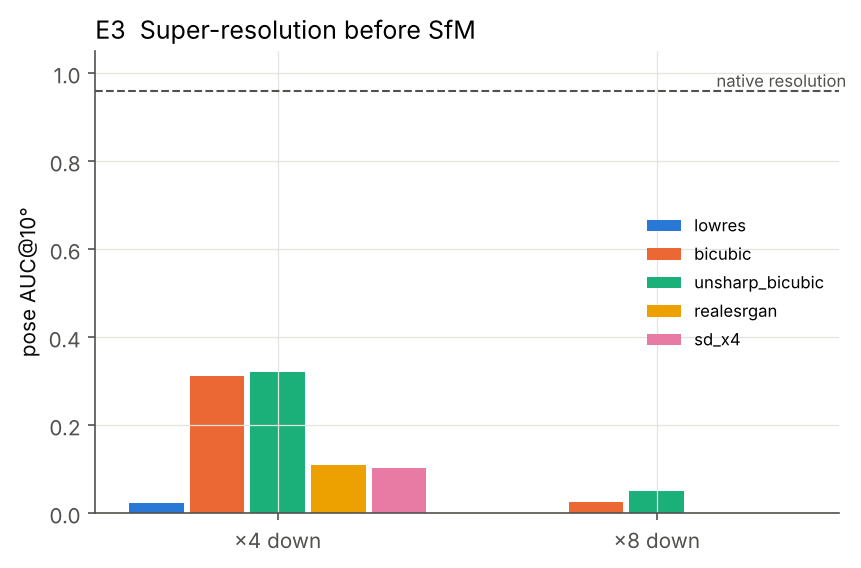 E3 Super-resolution before SfM
native resolution
1.0
0.8
0.6
0.4
0.2
0.0
pose AUC@10°
lowres
bicubic
unsharp_bicubic
realesrgan
sd_x4
×4 down
×8 down